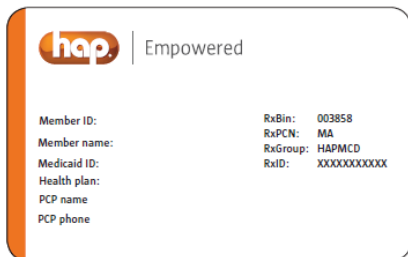 hap. Empowered
Member ID:
Member name:
Medicaid ID:
Health plan:
PCP name
PCP phone
RxBin: 003858
RxPCN: MA
RxGroup: HAPMCD
RxID: XXXXXXXXXXX